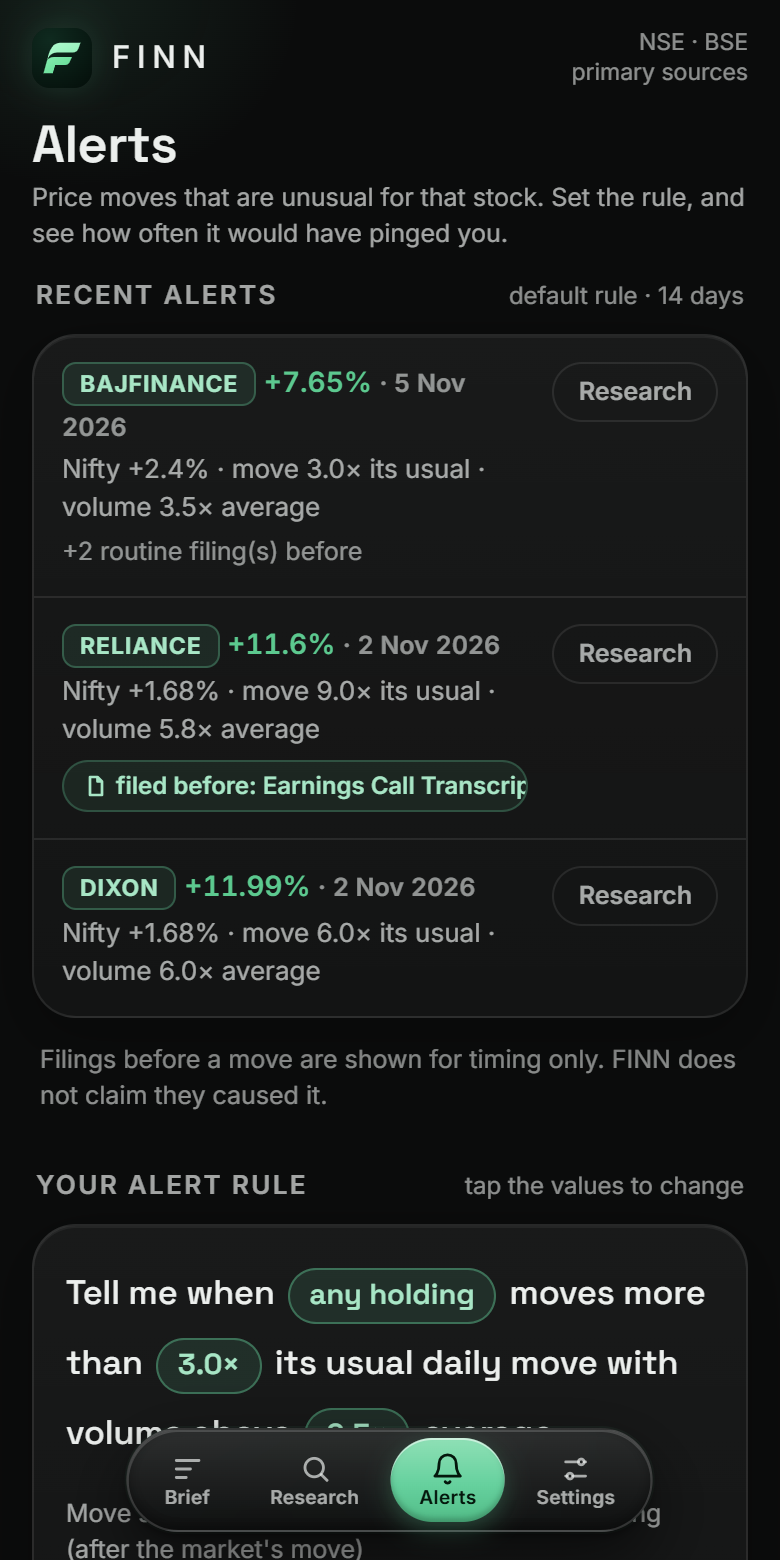 FINN
NSE · BSE
primary sources
Alerts
Price moves that are unusual for that stock. Set the rule, and
see how often it would have pinged you.
RECENT ALERTS
default rule · 14 days
BAJFINANCE +7.65% · 5 Nov
2026
Research
Nifty +2.4% · move 3.0× its usual ·
volume 3.5× average
+2 routine filing(s) before
RELIANCE +11.6% · 2 Nov 2026
Research
Nifty +1.68% · move 9.0× its usual ·
volume 5.8× average
filed before: Earnings Call Transcrip
DIXON +11.99% · 2 Nov 2026
Research
Nifty +1.68% · move 6.0× its usual ·
volume 6.0× average
Filings before a move are shown for timing only. FINN does
not claim they caused it.
YOUR ALERT RULE
tap the values to change
Tell me when any holding moves more
than 3.0× its usual daily move with
volume above average
Brief
Research
Alerts
Settings
Move
(after the market's move)